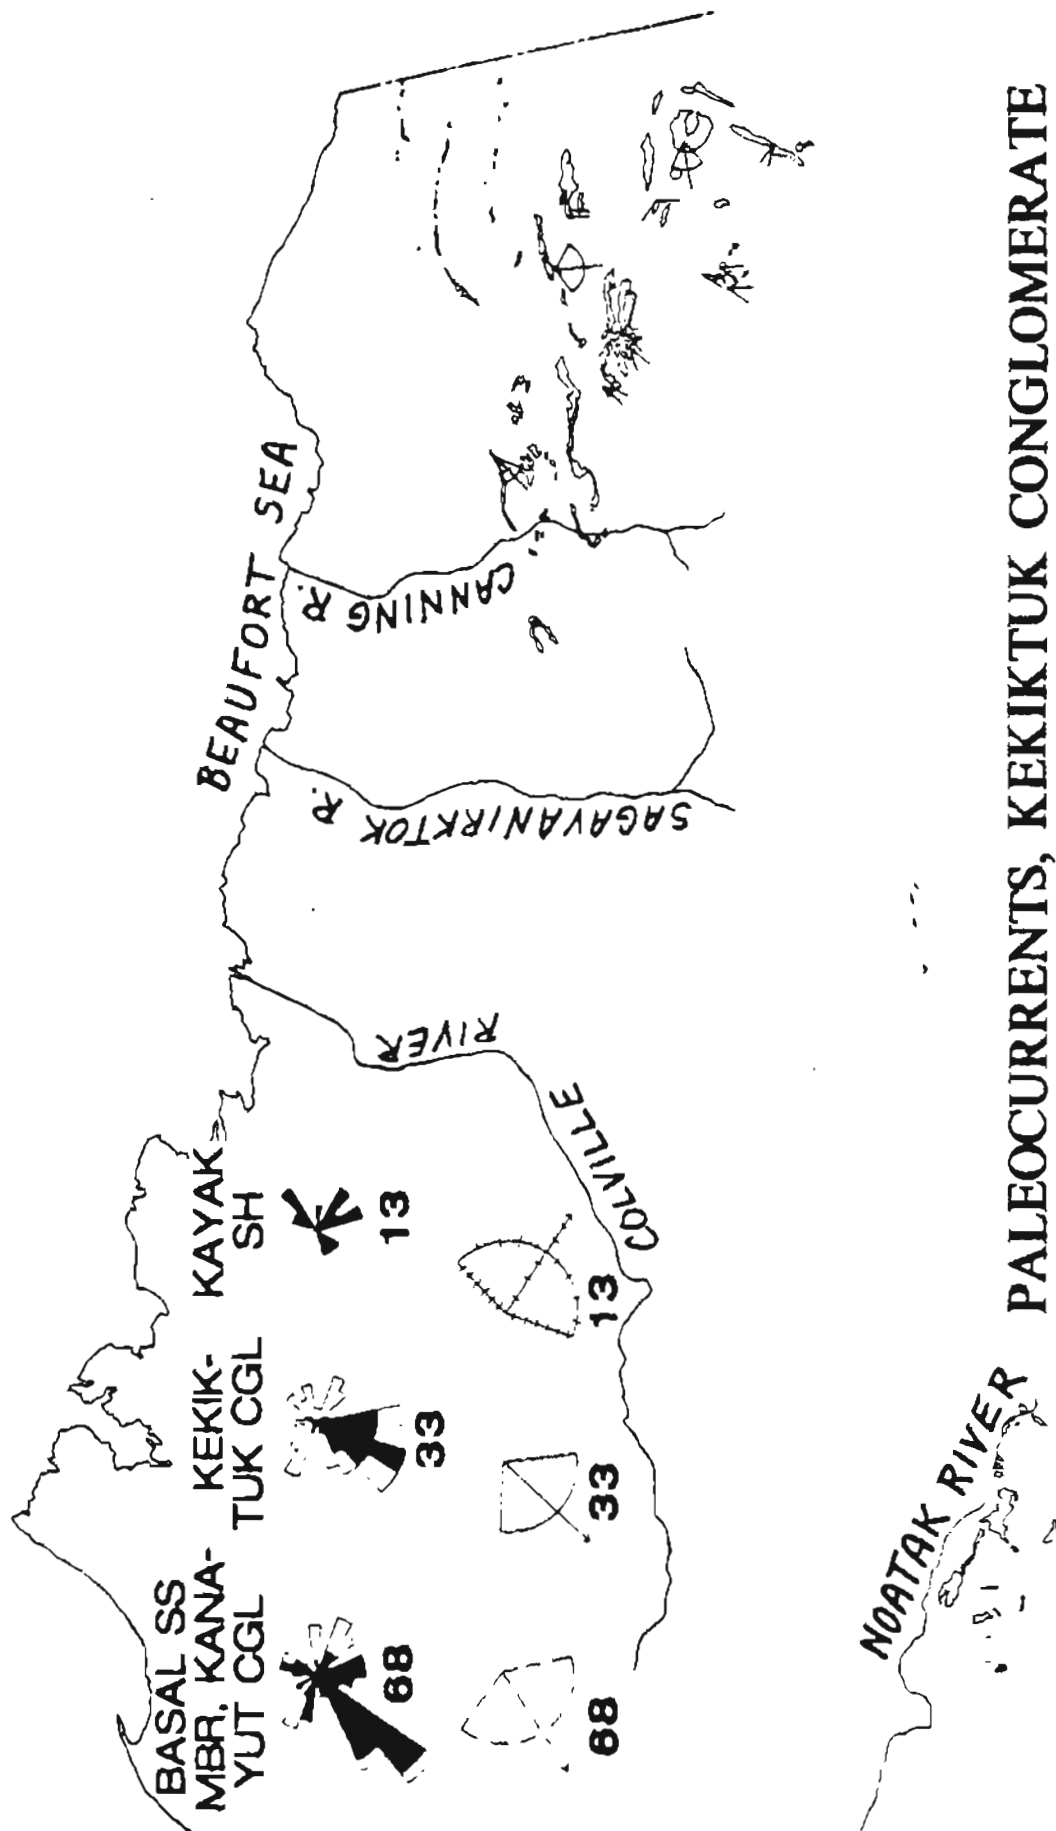 BEAUFORT SEA
BASAL SS
MBR, KANA-
YUT CGL
68
68
KEKIK-
TUK CGL
33
33
KAYAK
SH
13
13
COLVILLE
RIVER
SAGAVANIRKTOK
R.
CANNING
R.
NOATAK RIVER
PALEOCURRENTS, KEKIKTUK CONGLOMERATE